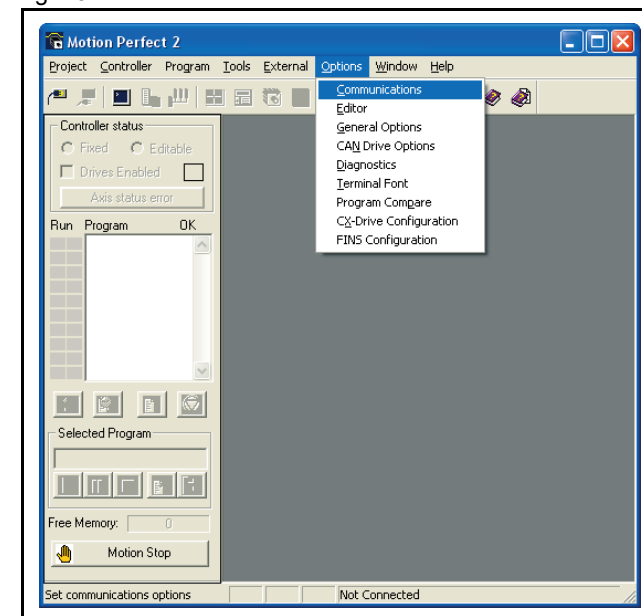 Motion Perfect 2
Project Controller Program Tools External Options Window Help
Communications
Editor
General Options
CAN Drive Options
Diagnostics
Terminal Font
Program Compare
CX-Drive Configuration
FINS Configuration
Controller status
Fixed Editable
Drives Enabled
Axis status error
Run Program OK
Selected Program
Free Memory: 0
Motion Stop
Set communications options Not Connected